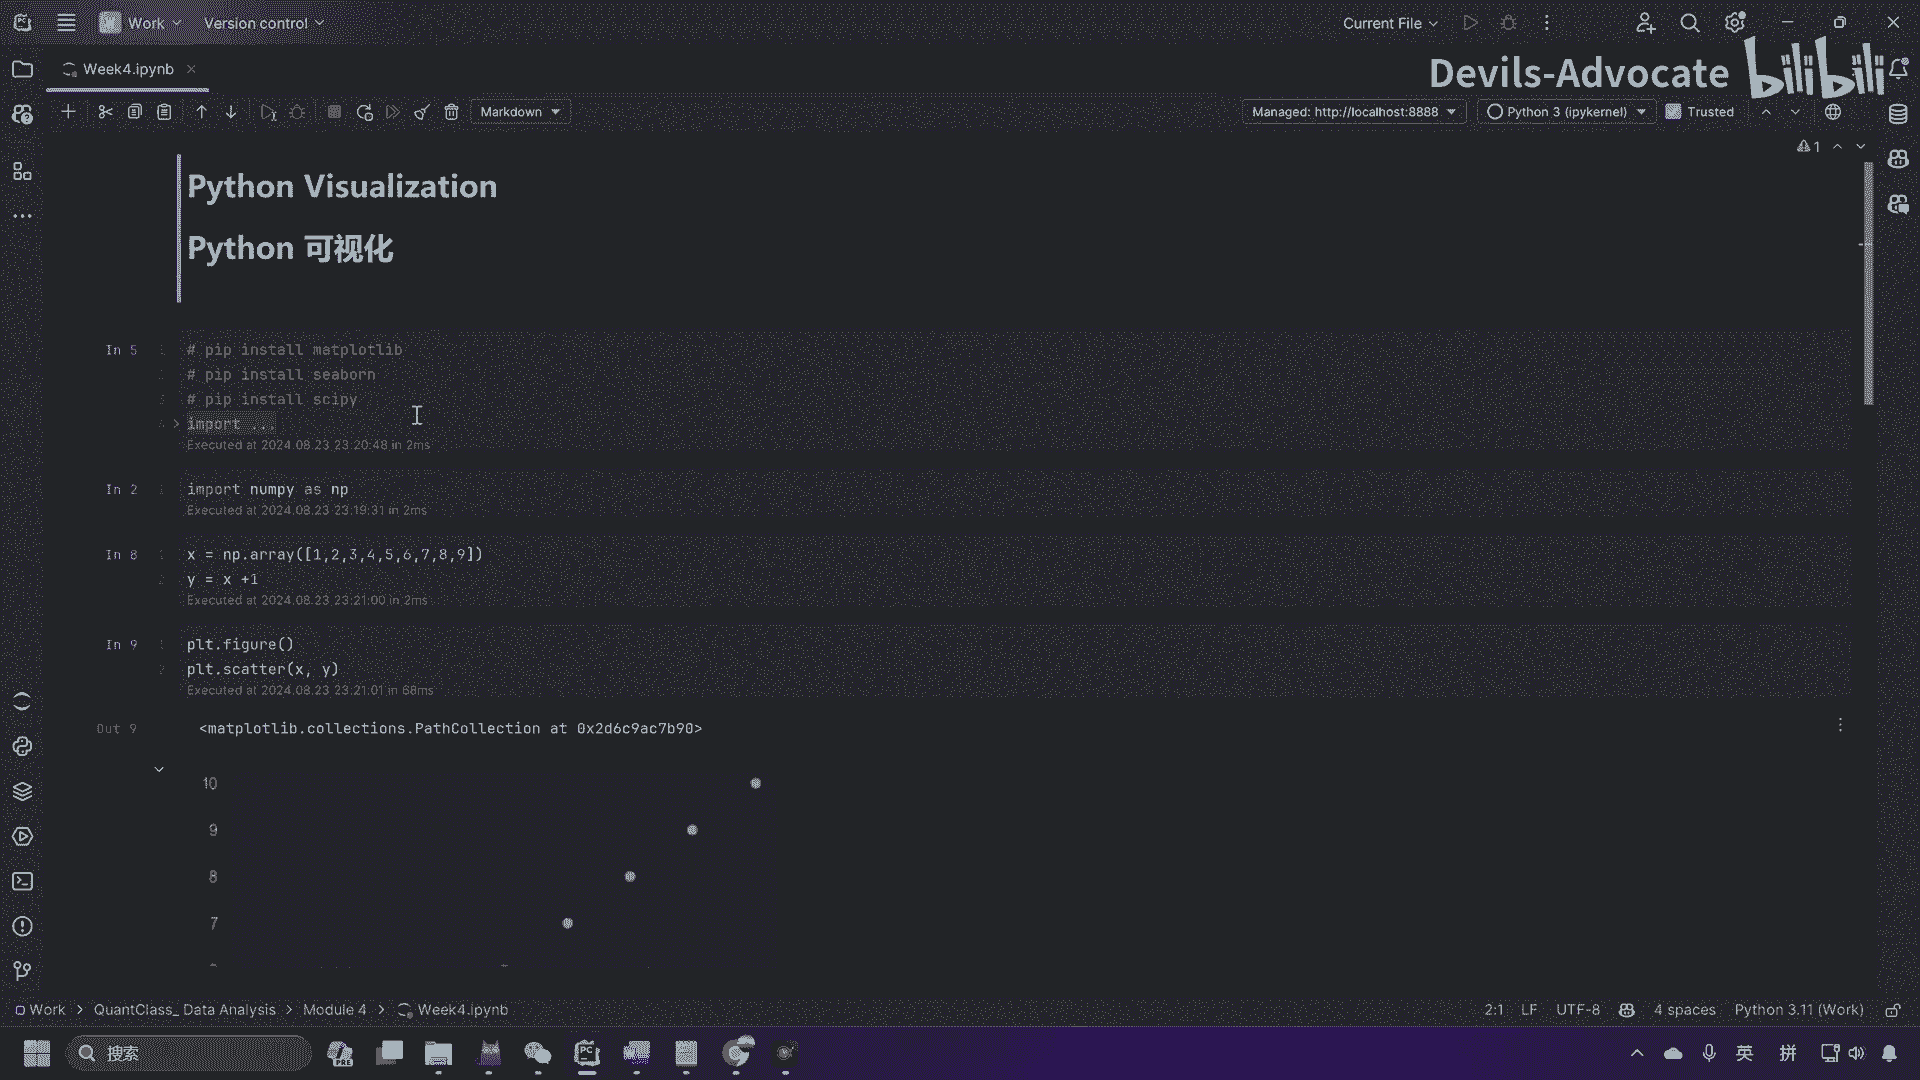 Work
Version control
Current File
Week4.ipynb
Devils-Advocate
bilibili
Markdown
Managed: http://localhost:8888
Python 3 (ipykernel)
Trusted
1
Python Visualization
Python 可视化
In 5
# pip install matplotlib
# pip install seaborn
# pip install scipy
import ...
Executed at 2024.08.23 23:20:48 in 2ms
In 2
import numpy as np
Executed at 2024.08.23 23:19:31 in 2ms
In 8
x = np.array([1,2,3,4,5,6,7,8,9])
y = x +1
Executed at 2024.08.23 23:21:00 in 2ms
In 9
plt.figure()
plt.scatter(x, y)
Executed at 2024.08.23 23:21:01 in 68ms
Out 9
<matplotlib.collections.PathCollection at 0x2d6c9ac7b90>
10
9
8
7
Work > QuantClass_ Data Analysis > Module 4 > Week4.ipynb
2:1 LF UTF-8 4 spaces Python 3.11 (Work)
搜索
英 拼